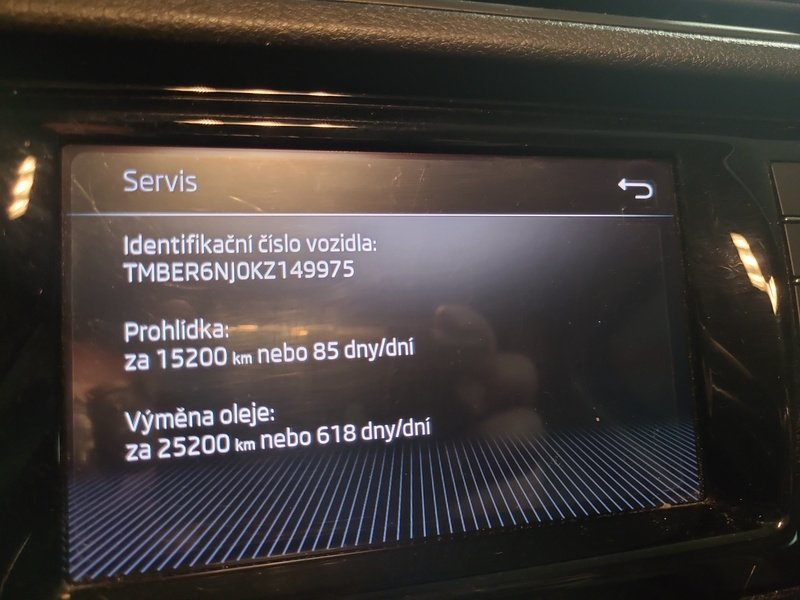 Servis
Identifikační číslo vozidla:
TMBER6NJ0KZ149975
Prohlídka:
za 15200 km nebo 85 dny/dní
Výměna oleje:
za 25200 km nebo 618 dny/dní